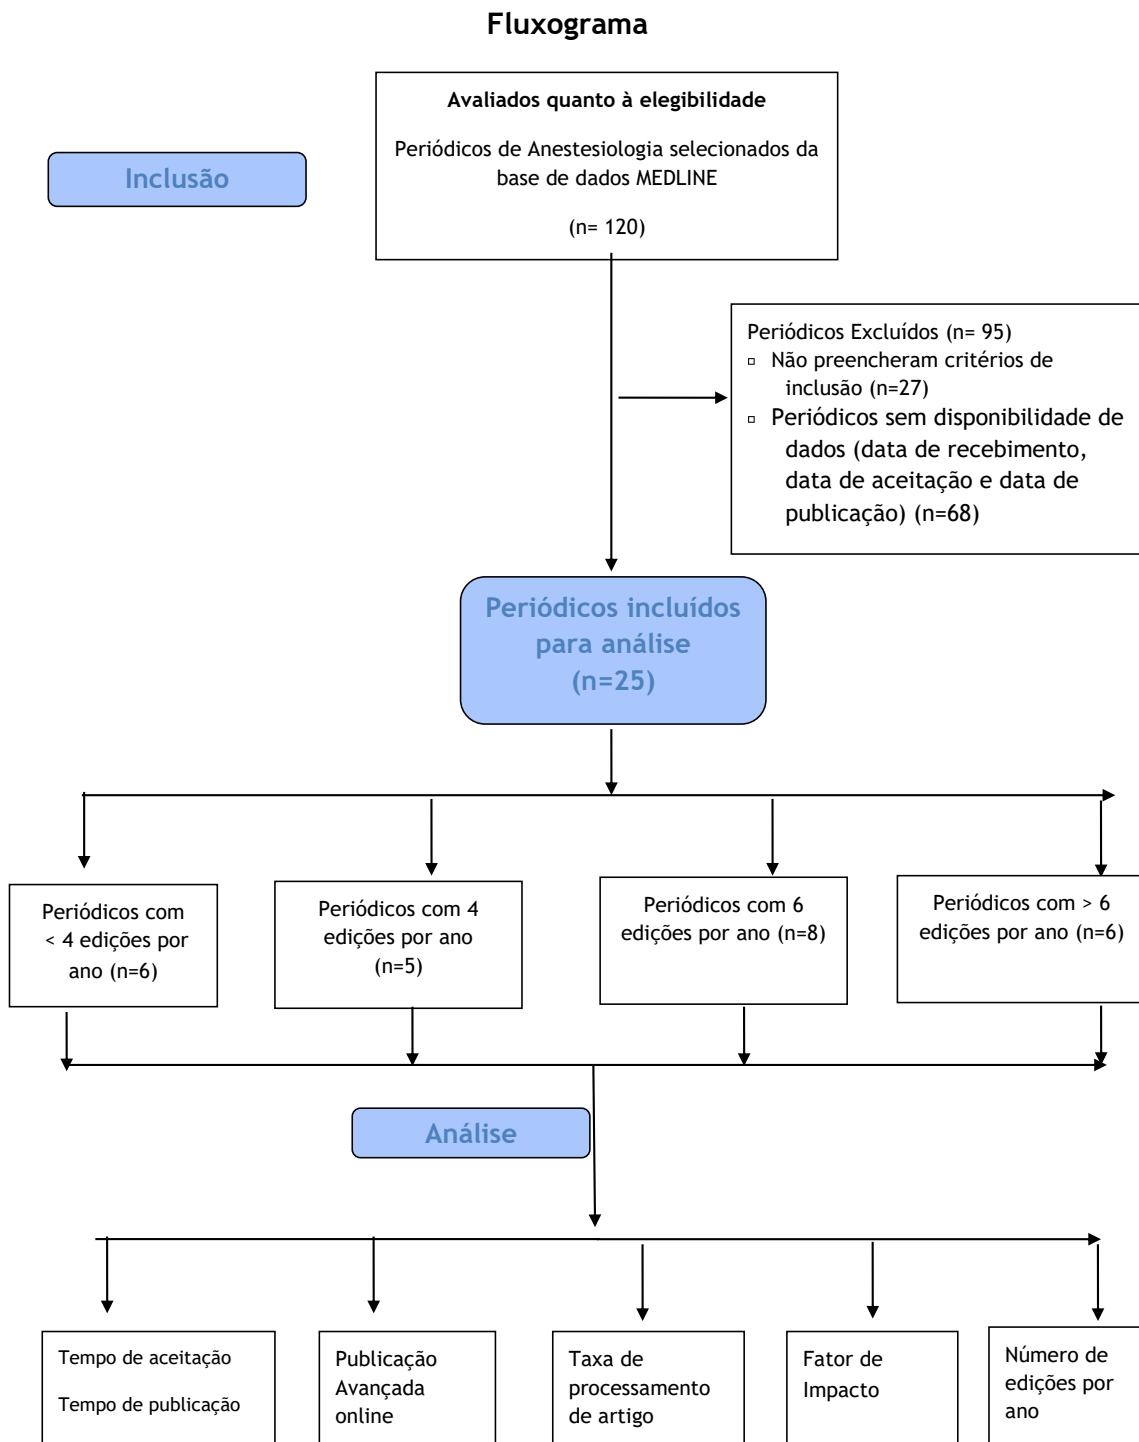 Fluxograma
Avaliados quanto à elegibilidade
Periódicos de Anestesiologia selecionados da
base de dados MEDLINE
(n= 120)
Inclusão
Periódicos Excluídos (n= 95)
▫ Não preencheram critérios de
inclusão (n=27)
▫ Periódicos sem disponibilidade de
dados (data de recebimento,
data de aceitação e data de
publicação) (n=68)
Periódicos incluídos
para análise
(n=25)
Periódicos com
< 4 edições por
ano (n=6)
Periódicos com 4
edições por ano
(n=5)
Periódicos com 6
edições por ano (n=8)
Periódicos com > 6
edições por ano (n=6)
Análise
Tempo de aceitação
Tempo de publicação
Publicação
Avançada
online
Taxa de
processamento
de artigo
Fator de
Impacto
Número de
edições por
ano